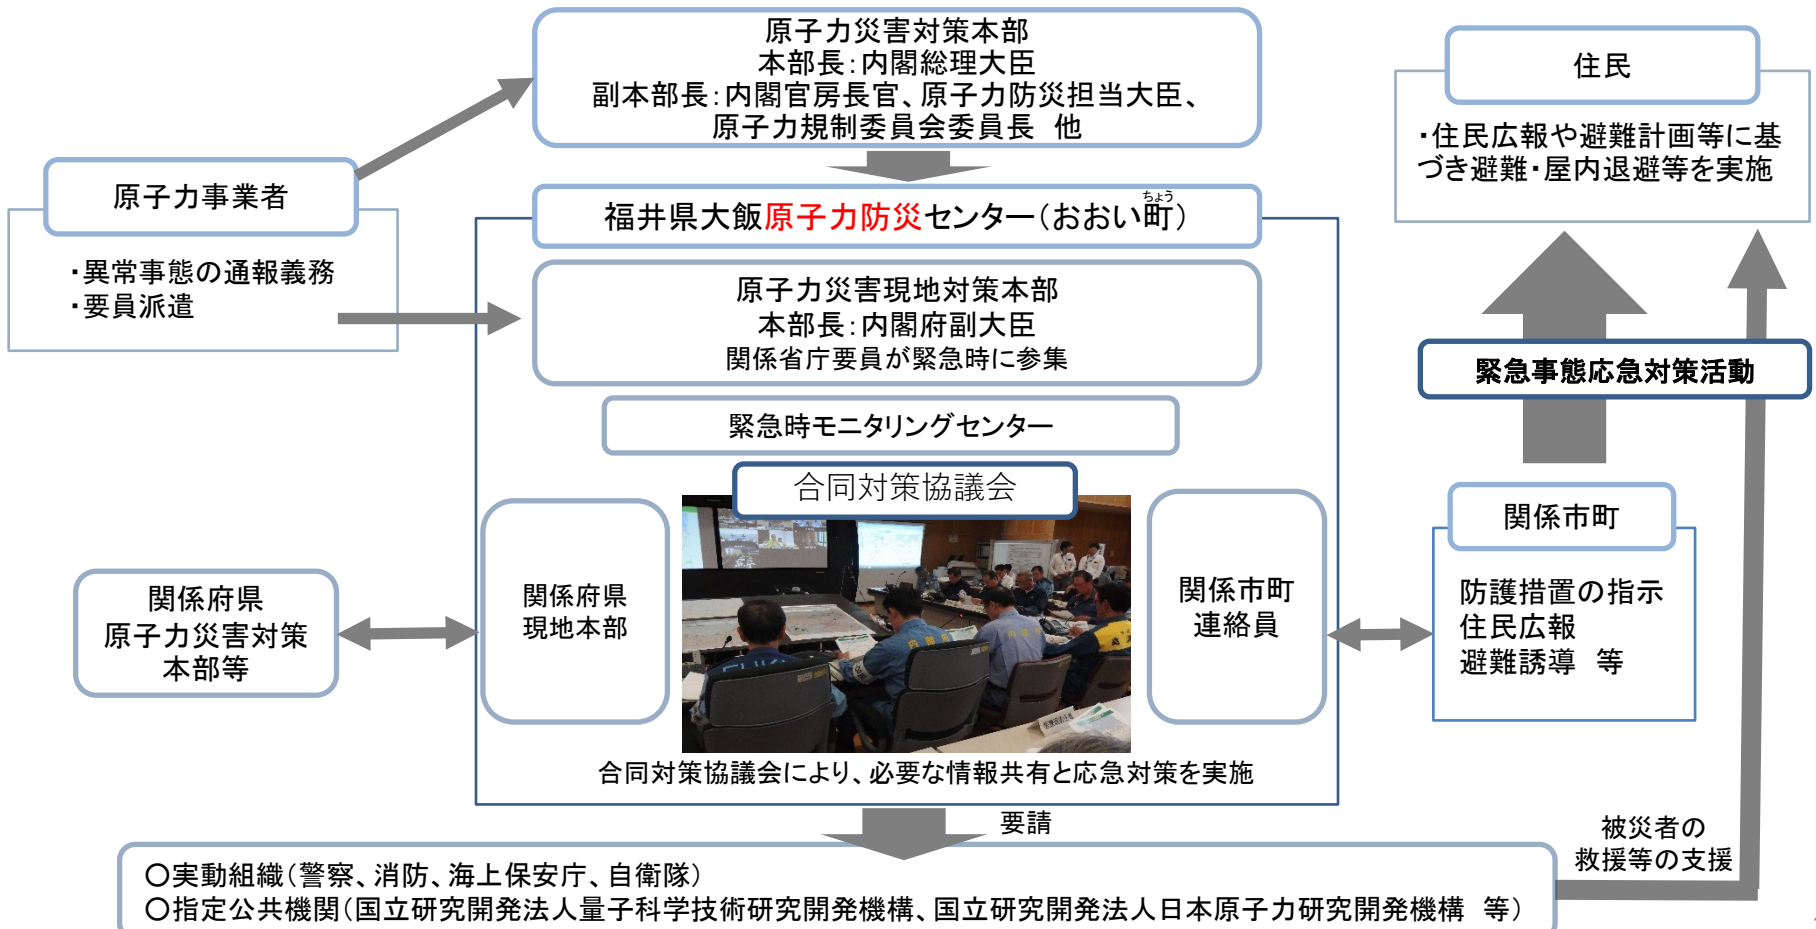 原子力災害対策本部
本部長：内閣総理大臣
副本部長：内閣官房長官、原子力防災担当大臣、
原子力規制委員会委員長　他
住民
・住民広報や避難計画等に基
づき避難・屋内退避等を実施
原子力事業者
・異常事態の通報義務
・要員派遣
ちょう
福井県大飯原子力防災センター（おおい町）
原子力災害現地対策本部
本部長：内閣府副大臣
関係省庁要員が緊急時に参集
緊急事態応急対策活動
緊急時モニタリングセンター
合同対策協議会
関係府県
原子力災害対策
本部等
関係府県
現地本部
関係市町
連絡員
関係市町
防護措置の指示
住民広報
避難誘導　等
合同対策協議会により、必要な情報共有と応急対策を実施
要請
被災者の
救援等の支援
〇実動組織（警察、消防、海上保安庁、自衛隊）
〇指定公共機関（国立研究開発法人量子科学技術研究開発機構、国立研究開発法人日本原子力研究開発機構　等）